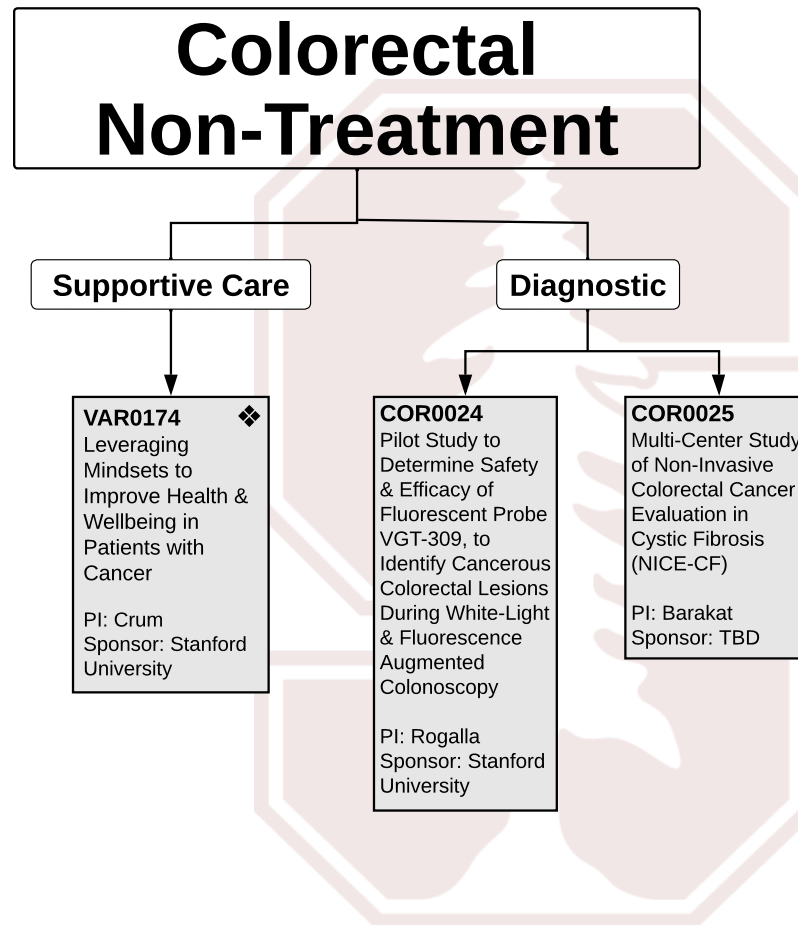 Colorectal
Non-Treatment
Supportive Care
Diagnostic
VAR0174 ❖
Leveraging
Mindsets to
Improve Health &
Wellbeing in
Patients with
Cancer
PI: Crum
Sponsor: Stanford
University
COR0024
Pilot Study to
Determine Safety
& Efficacy of
Fluorescent Probe
VGT-309, to
Identify Cancerous
Colorectal Lesions
During White-Light
& Fluorescence
Augmented
Colonoscopy
PI: Rogalla
Sponsor: Stanford
University
COR0025
Multi-Center Study
of Non-Invasive
Colorectal Cancer
Evaluation in
Cystic Fibrosis
(NICE-CF)
PI: Barakat
Sponsor: TBD